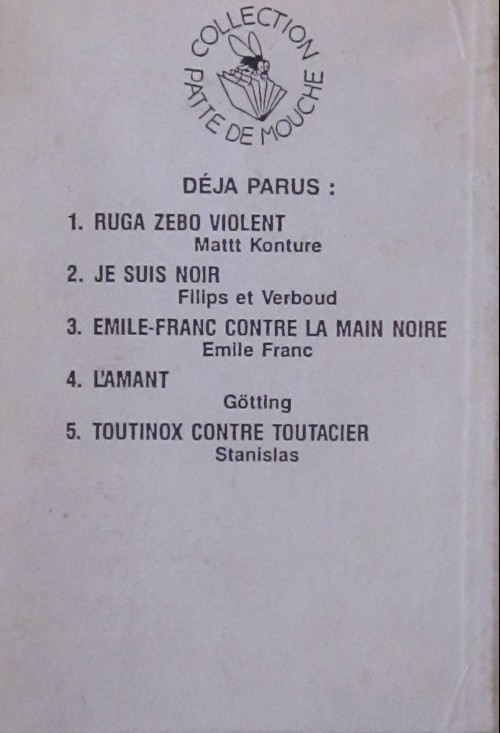 COLLECTION
PATTE DE MOUCHE
DÉJA PARUS :
1. RUGA ZEBO VIOLENT
Mattt Konture
2. JE SUIS NOIR
Filips et Verboud
3. EMILE-FRANC CONTRE LA MAIN NOIRE
Emile Franc
4. L'AMANT
Götting
5. TOUTINOX CONTRE TOUTACIER
Stanislas